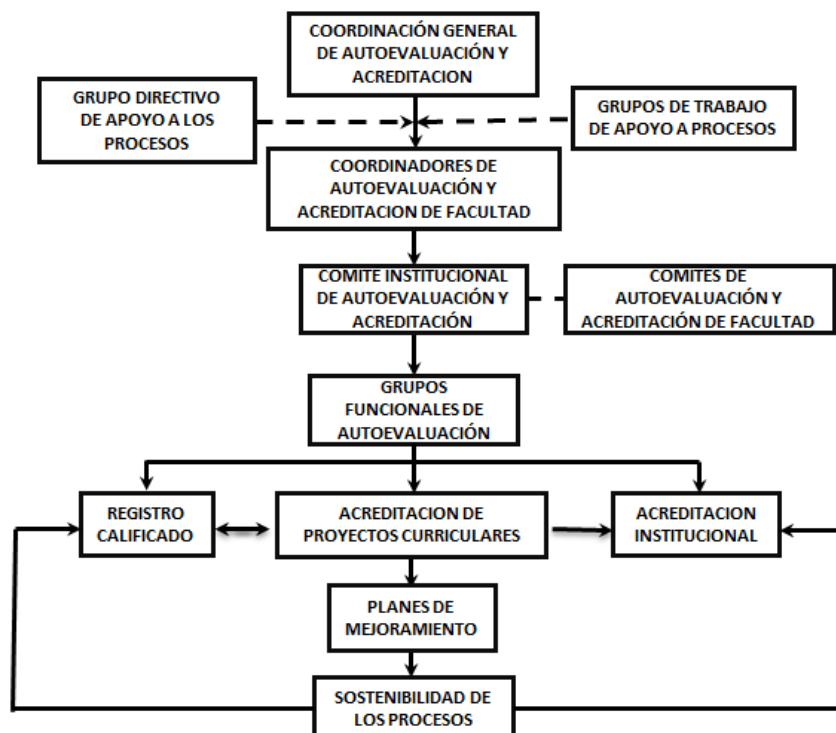 COORDINACIÓN GENERAL
DE AUTOEVALUACIÓN Y
ACREDITACION
GRUPO DIRECTIVO
DE APOYO A LOS
PROCESOS
GRUPOS DE TRABAJO
DE APOYO A PROCESOS
COORDINADORES DE
AUTOEVALUACIÓN Y
ACREDITACION DE FACULTAD
COMITE INSTITUCIONAL
DE AUTOEVALUACIÓN Y
ACREDITACIÓN
COMITES DE
AUTOEVALUACIÓN Y
ACREDITACIÓN DE FACULTAD
GRUPOS
FUNCIONALES DE
AUTOEVALUACIÓN
REGISTRO
CALIFICADO
ACREDITACION DE
PROYECTOS CURRICULARES
ACREDITACION
INSTITUCIONAL
PLANES DE
MEJORAMIENTO
SOSTENIBILIDAD DE
LOS PROCESOS